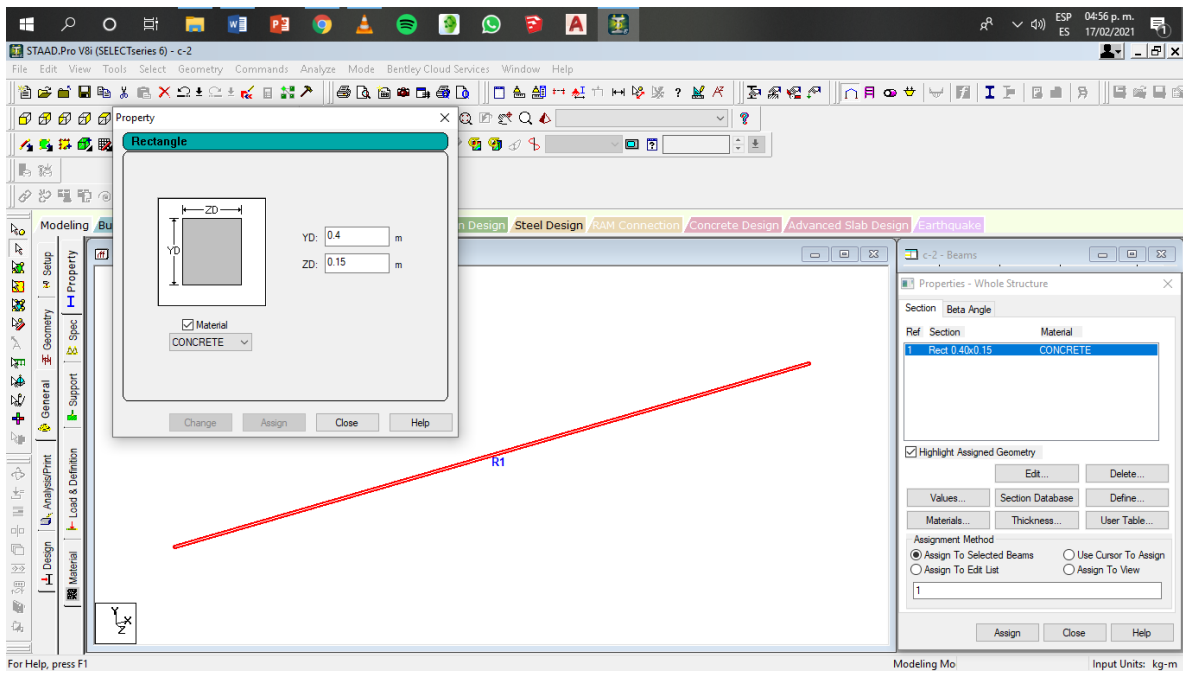 ESP 04:56 p. m.
ES 17/02/2021
STAAD.Pro V8i (SELECTseries 6) - c-2
File Edit View Tools Select Geometry Commands Analyze Mode Bentley Cloud Services Window Help
Property
Rectangle
ZD
YD
YD: 0.4 m
ZD: 0.15 m
Material
CONCRETE
Change Assign Close Help
Modeling Bu n Design Steel Design RAM Connection Concrete Design Advanced Slab Design Earthquake
Setup
Geometry
General
Analysis/Print
Design
Property
Spec
Support
Load & Definition
Material
R1
Y
X
Z
c-2 - Beams
Properties - Whole Structure
Section Beta Angle
Ref Section Material
1 Rect 0.40x0.15 CONCRETE
Highlight Assigned Geometry
Edit... Delete...
Values... Section Database Define...
Materials... Thickness... User Table...
Assignment Method
Assign To Selected Beams Use Cursor To Assign
Assign To Edit List Assign To View
1
Assign Close Help
For Help, press F1 Modeling Mo Input Units: kg-m